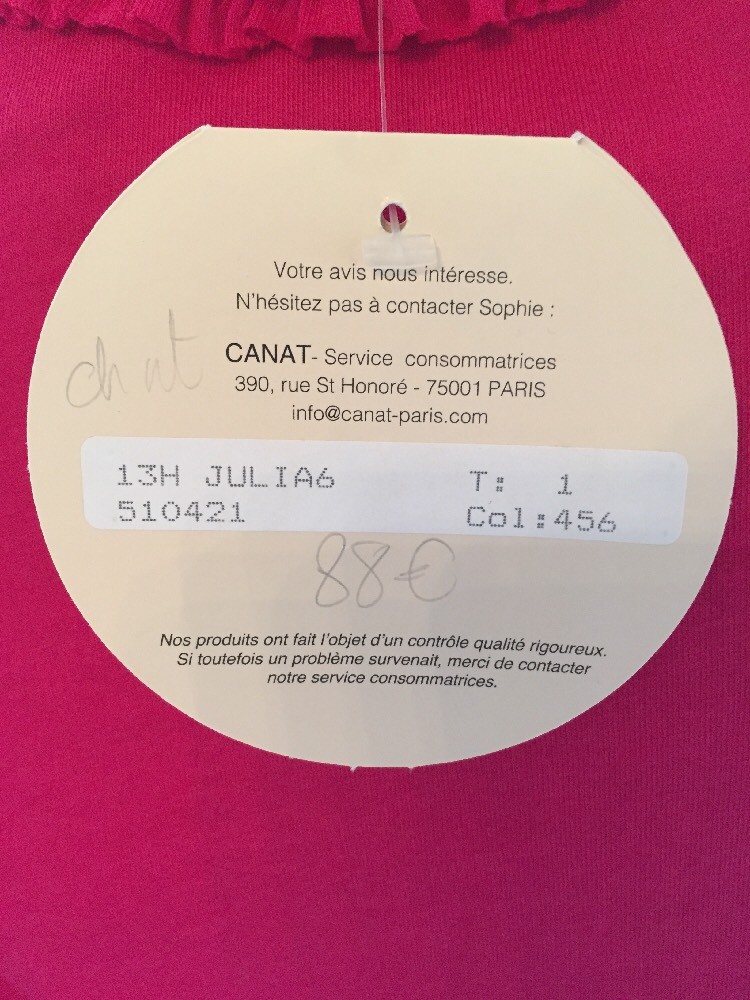 Votre avis nous intéresse.
N'hésitez pas à contacter Sophie :
CANAT- Service consommatrices
390, rue St Honoré - 75001 PARIS
info@canat-paris.com
13H JULIA6 T: 1
510421 Col:456
88€
Nos produits ont fait l'objet d'un contrôle qualité rigoureux.
Si toutefois un problème survenait, merci de contacter
notre service consommatrices.